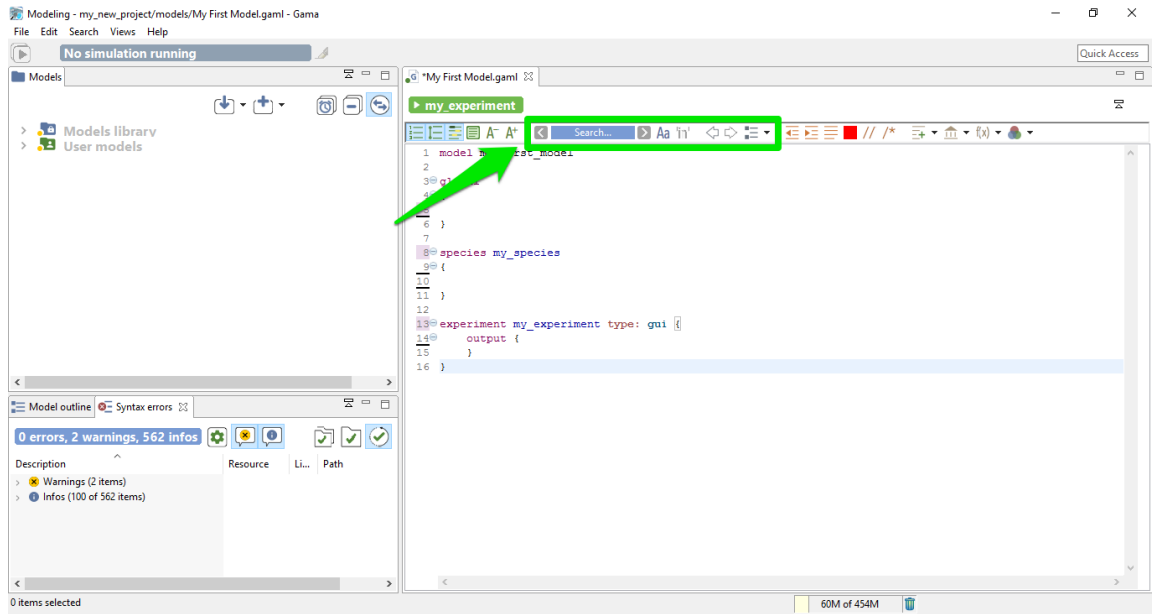 Modeling - my_new_project/models/My First Model.gaml - Gama
File Edit Search Views Help
No simulation running
Quick Access
Models
Models library
User models
*My First Model.gaml
my_experiment
A⁻ A⁺ Search... Aa // /* f(x)
1 model
2
3
6 }
7
8 species my_species
9 {
10
11 }
12
13 experiment my_experiment type: gui {
14 output {
15 }
16 }
Model outline Syntax errors
0 errors, 2 warnings, 562 infos
Description Resource Li... Path
Warnings (2 items)
Infos (100 of 562 items)
0 items selected
60M of 454M